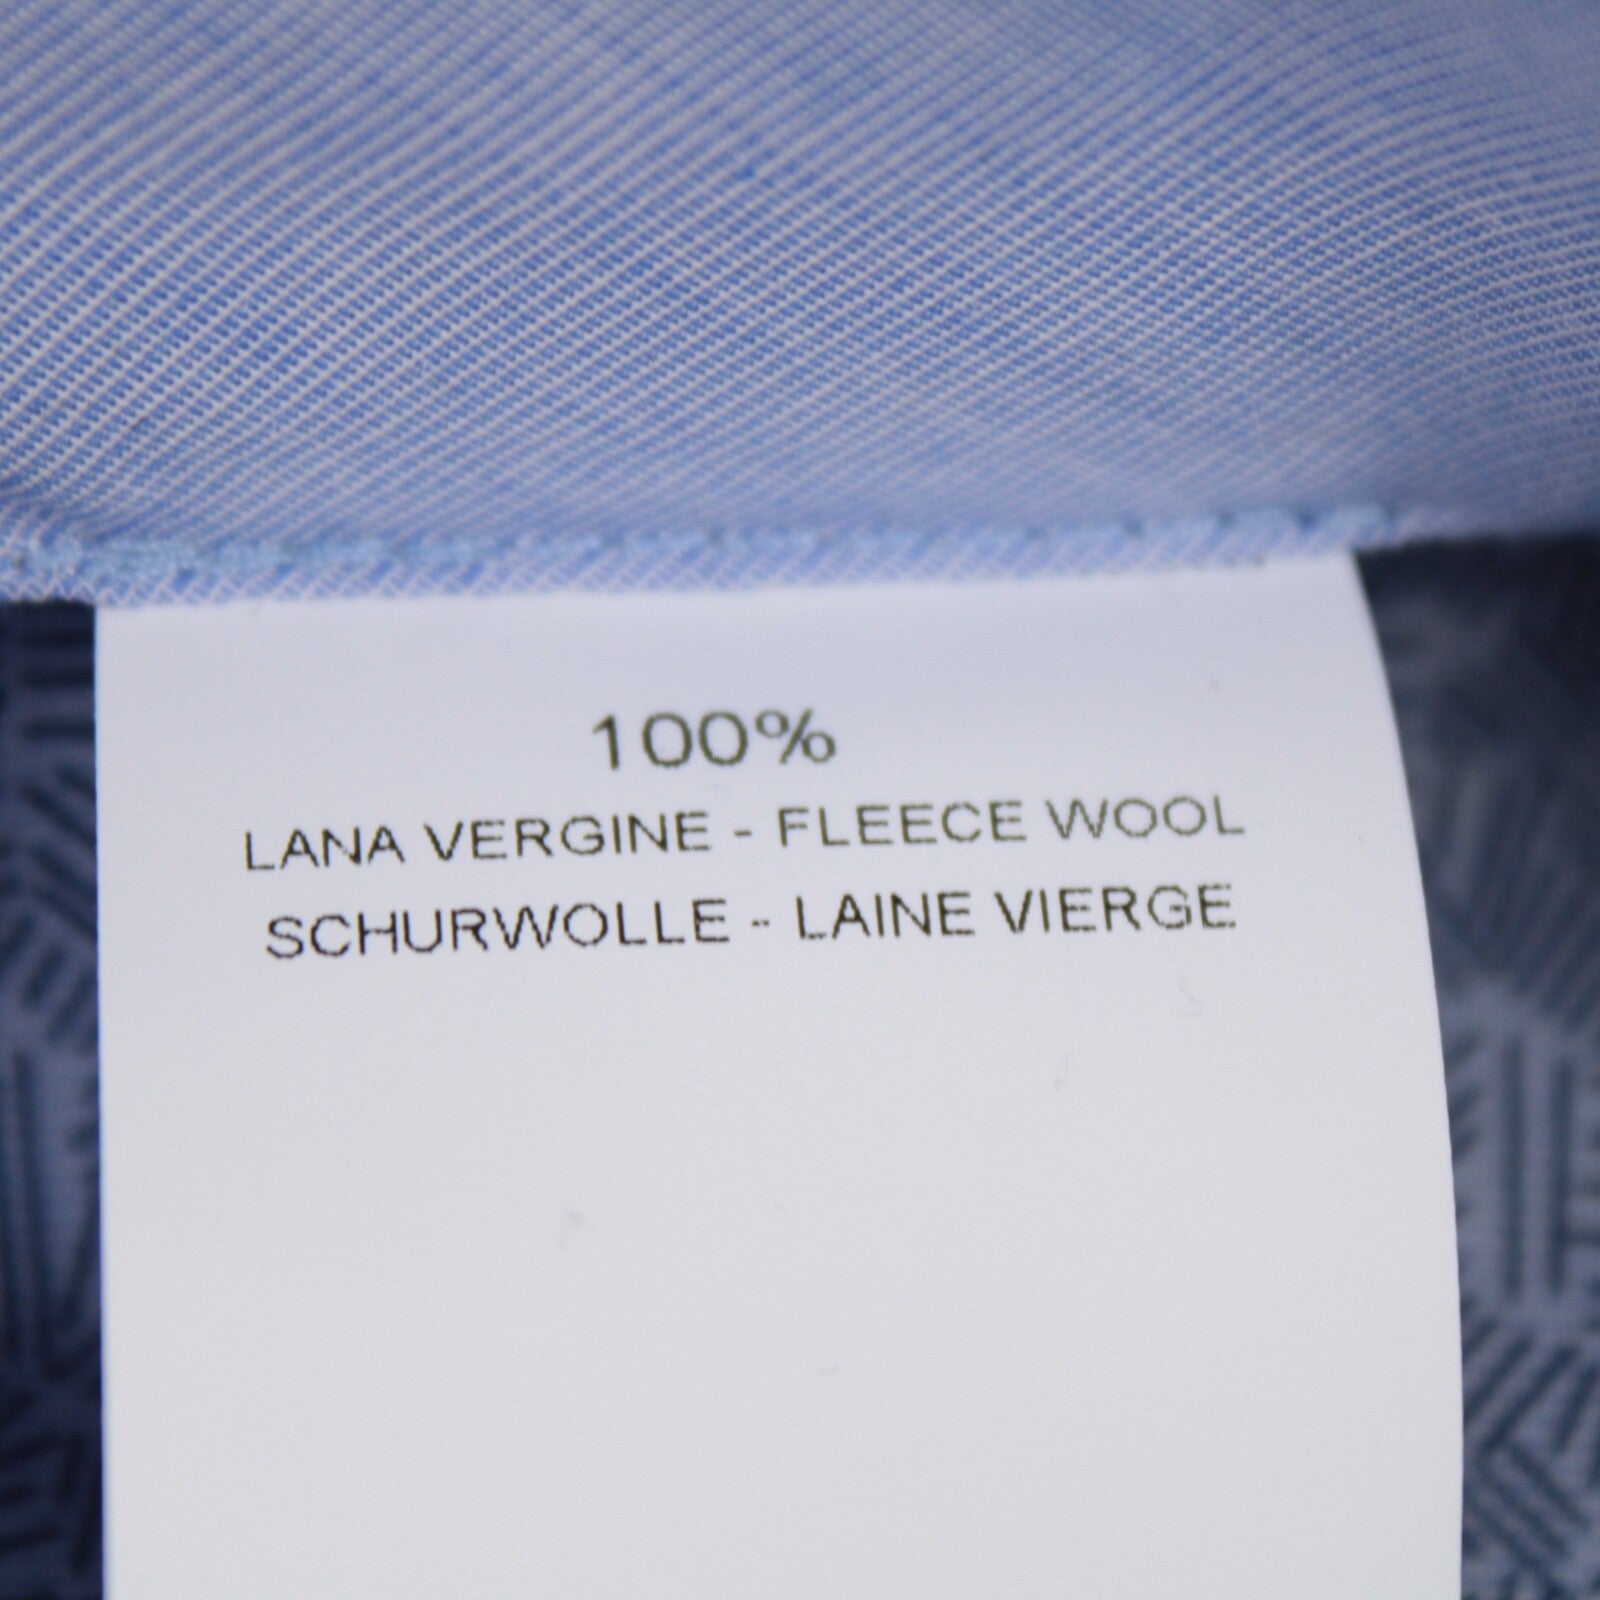 100%
LANA VERGINE - FLEECE WOOL
SCHURWOLLE - LAINE VIERGE